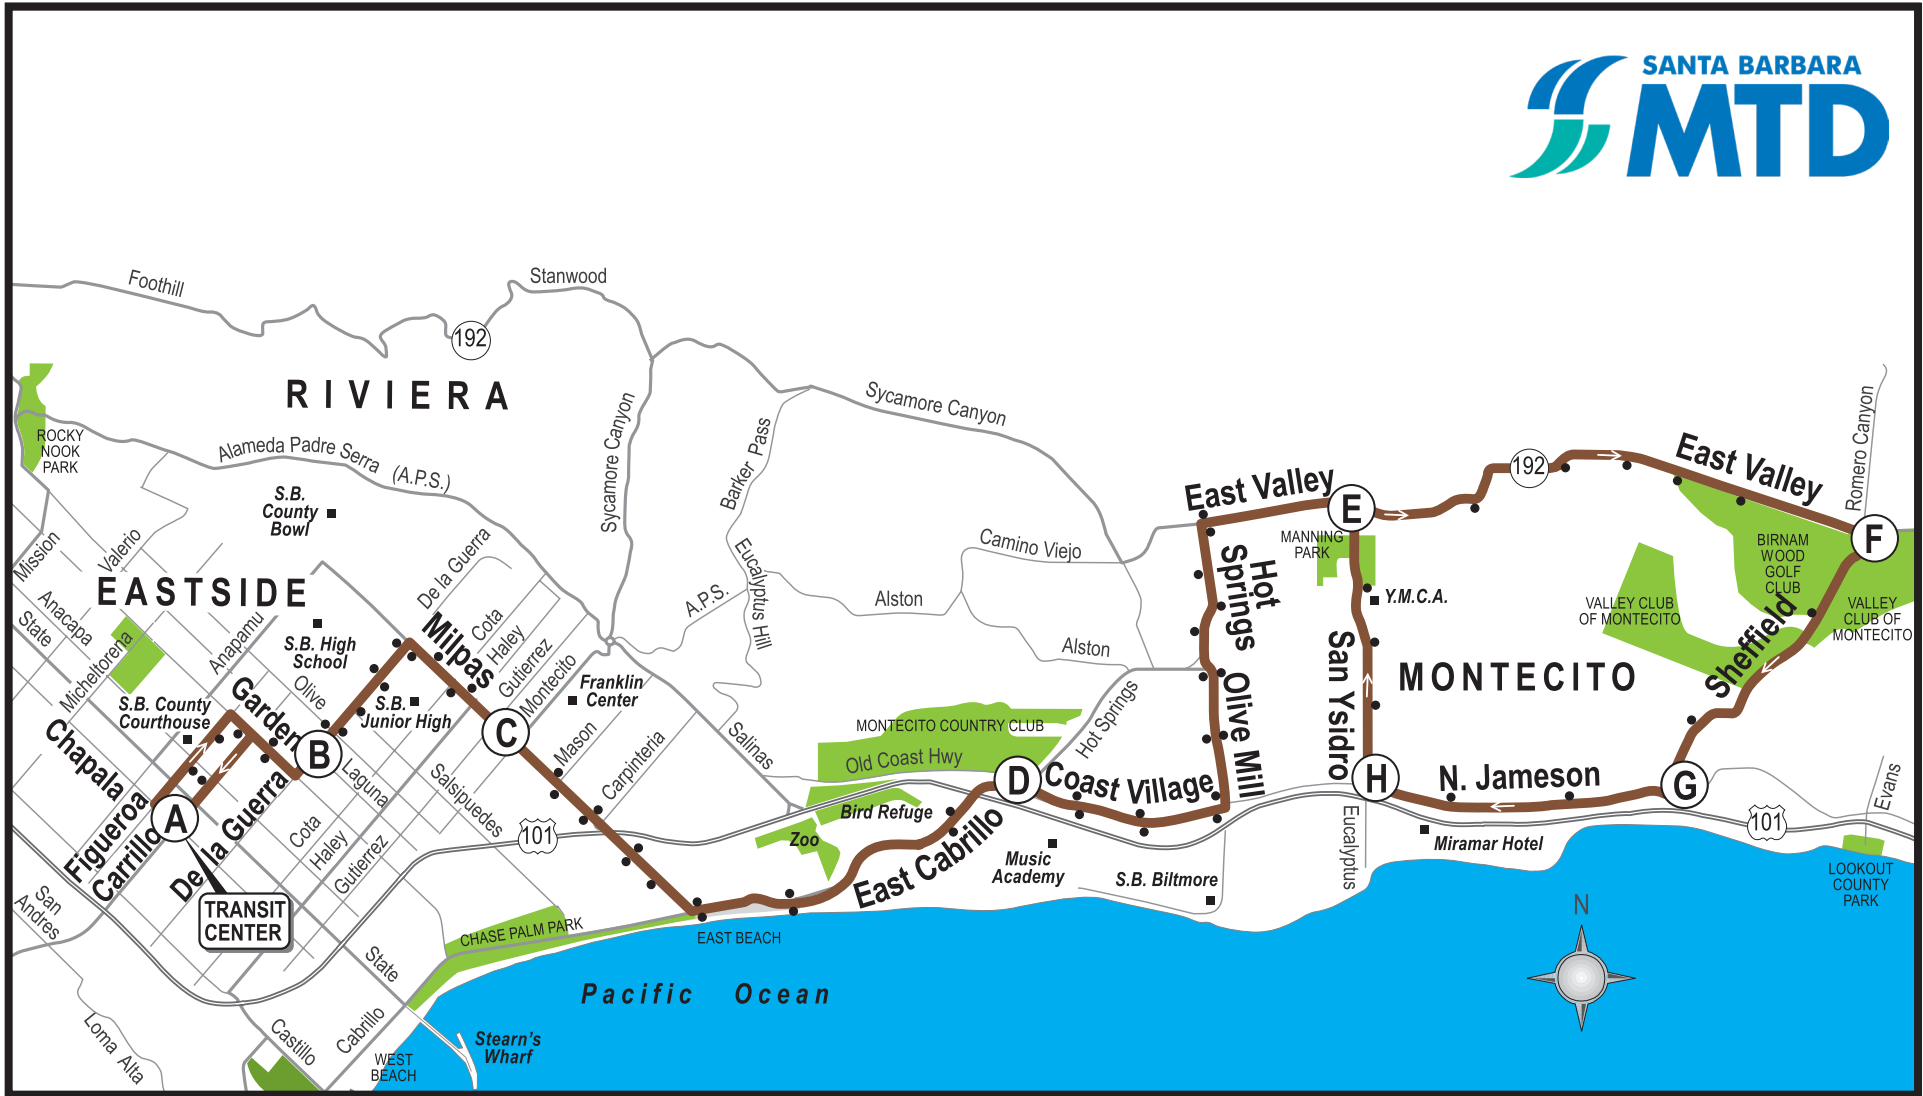 SANTA BARBARA
MTD
Foothill
Stanwood
192
RIVIERA
Sycamore Canyon
Sycamore Canyon
Barker Pass
Romero Canyon
ROCKY
NOOK
PARK
Alameda Padre Serra
(A.P.S.)
S.B.
County
Bowl
192
East Valley
East Valley
E
F
MANNING
PARK
BIRNAM
WOOD
GOLF
CLUB
Mission
Valerio
De la Guerra
Camino Viejo
Eucalyptus Hill
Hot
Springs
EASTSIDE
Anacapa
State
Micheltorena
Anapamu
S.B. High
School
Milpas
Cota
Haley
Gutierrez
Montecito
A.P.S.
Alston
Alston
Y.M.C.A.
VALLEY CLUB
OF MONTECITO
VALLEY
CLUB OF
MONTECITO
Sheffield
San Ysidro
MONTECITO
S.B. County
Courthouse
Garden
Olive
S.B.
Junior High
Franklin
Center
Chapala
B
C
Mason
Carpinteria
Salinas
MONTECITO COUNTRY CLUB
Old Coast Hwy
Hot Springs
Olive Mill
D
Coast Village
H
N. Jameson
G
Evans
Figueroa
Carrillo
A
De la Guerra
Laguna
Salsipuedes
Cota
Haley
Gutierrez
101
Bird Refuge
Zoo
East Cabrillo
Music
Academy
S.B. Biltmore
Eucalyptus
Miramar Hotel
101
LOOKOUT
COUNTY
PARK
San
Andres
TRANSIT
CENTER
CHASE PALM PARK
EAST BEACH
State
Pacific Ocean
N
Loma Alta
Castillo
Cabrillo
WEST
BEACH
Stearn's
Wharf